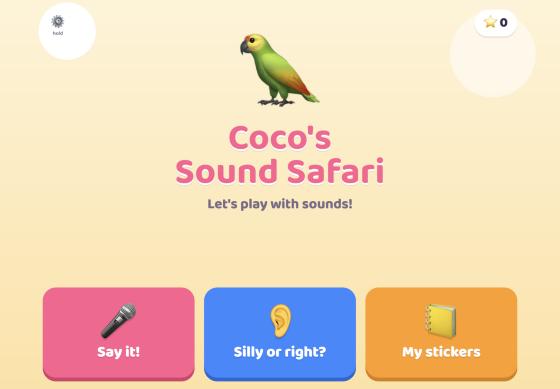 hold
0
Coco's
Sound Safari
Let's play with sounds!
Say it!
Silly or right?
My stickers